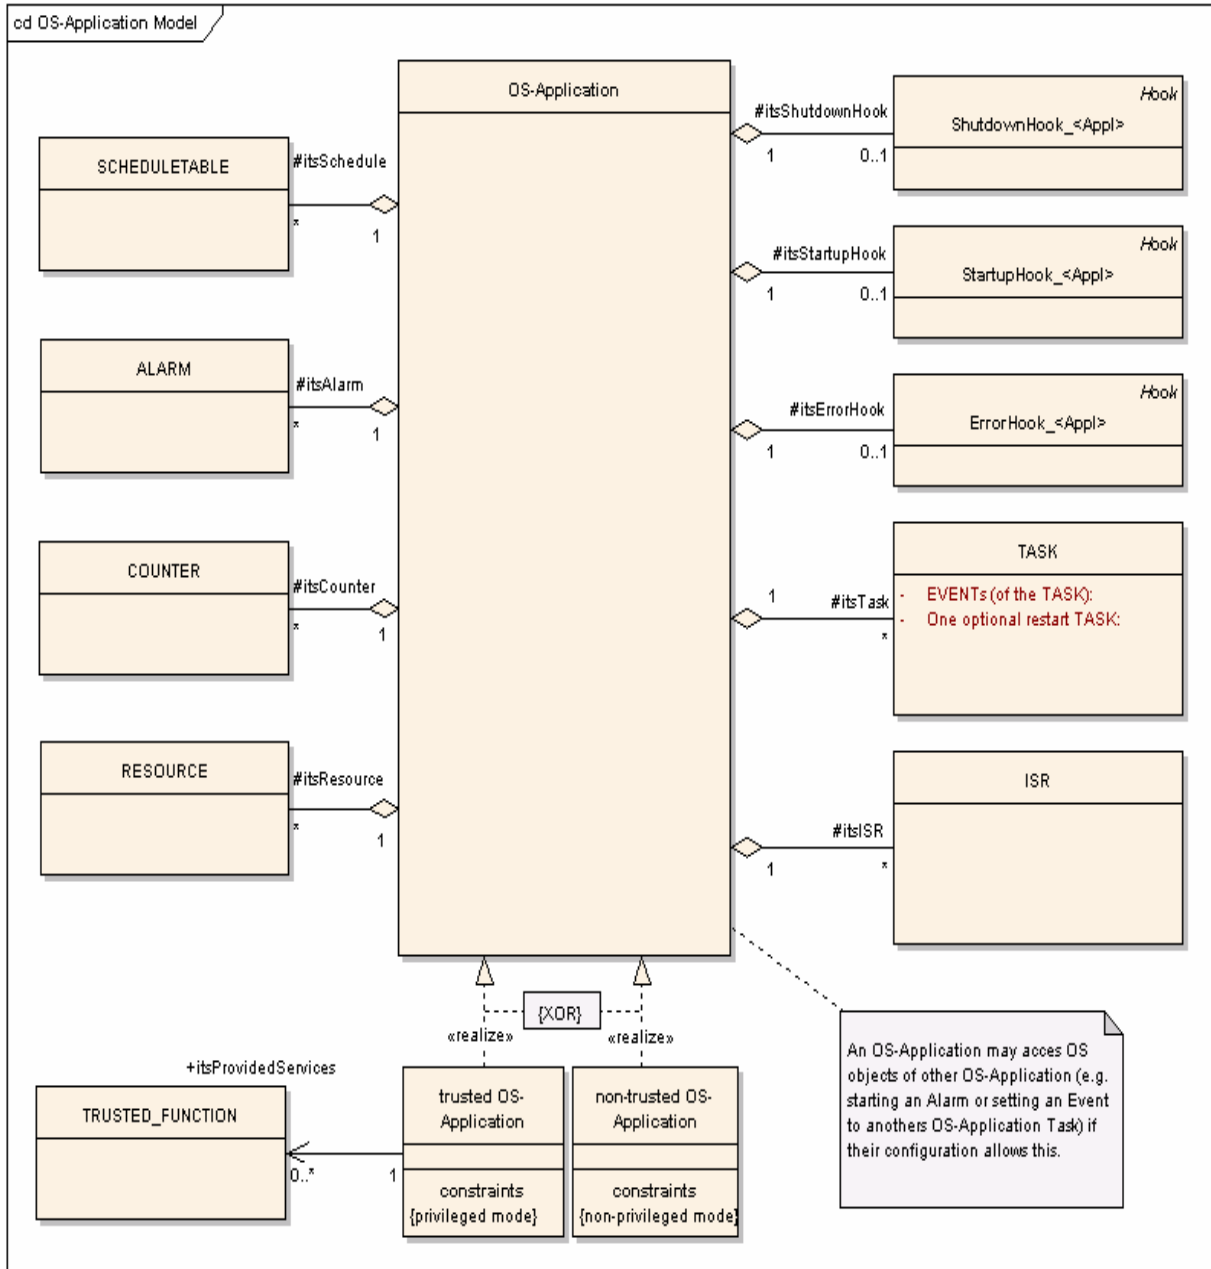 cd OS-Application Model
OS-Application
SCHEDULETABLE
#itsSchedule
*
1
ALARM
#itsAlarm
*
1
COUNTER
#itsCounter
*
1
RESOURCE
#itsResource
*
1
#itsShutdownHook
1
0..1
Hook
ShutdownHook_<Appl>
#itsStartupHook
1
0..1
Hook
StartupHook_<Appl>
#itsErrorHook
1
0..1
Hook
ErrorHook_<Appl>
1
#itsTask
*
TASK
- EVENTs (of the TASK):
- One optional restart TASK:
#itsISR
1
*
ISR
{XOR}
«realize»
«realize»
+itsProvidedServices
TRUSTED_FUNCTION
0..*
1
trusted OS-
Application
constraints
{privileged mode}
non-trusted OS-
Application
constraints
{non-privileged mode}
An OS-Application may acces OS
objects of other OS-Application (e.g.
starting an Alarm or setting an Event
to anothers OS-Application Task) if
their configuration allows this.